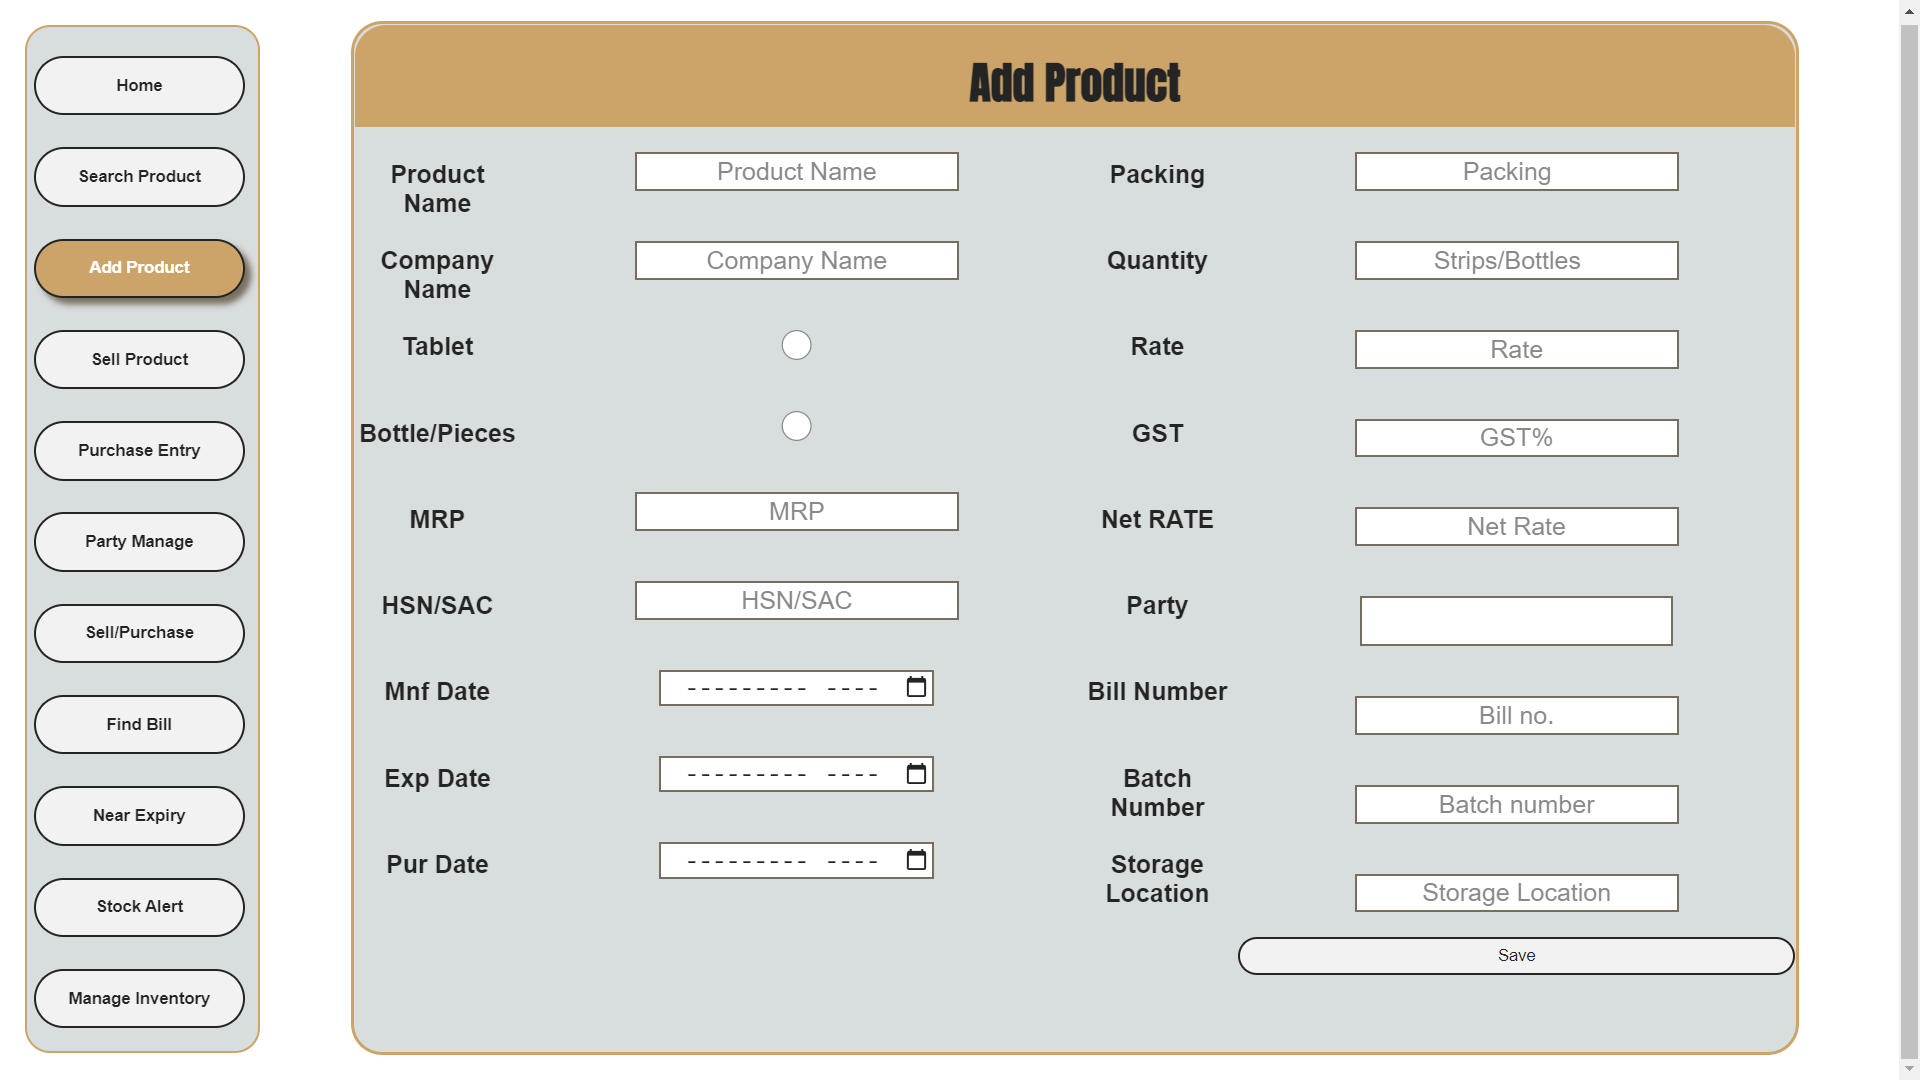 Home
Search Product
Add Product
Sell Product
Purchase Entry
Party Manage
Sell/Purchase
Find Bill
Near Expiry
Stock Alert
Manage Inventory
Add Product
Product
Name
Product Name
Company
Name
Company Name
Tablet
Bottle/Pieces
MRP
MRP
HSN/SAC
HSN/SAC
Mnf Date
--------- ----
Exp Date
--------- ----
Pur Date
--------- ----
Packing
Packing
Quantity
Strips/Bottles
Rate
Rate
GST
GST%
Net RATE
Net Rate
Party
Bill Number
Bill no.
Batch
Number
Batch number
Storage
Location
Storage Location
Save